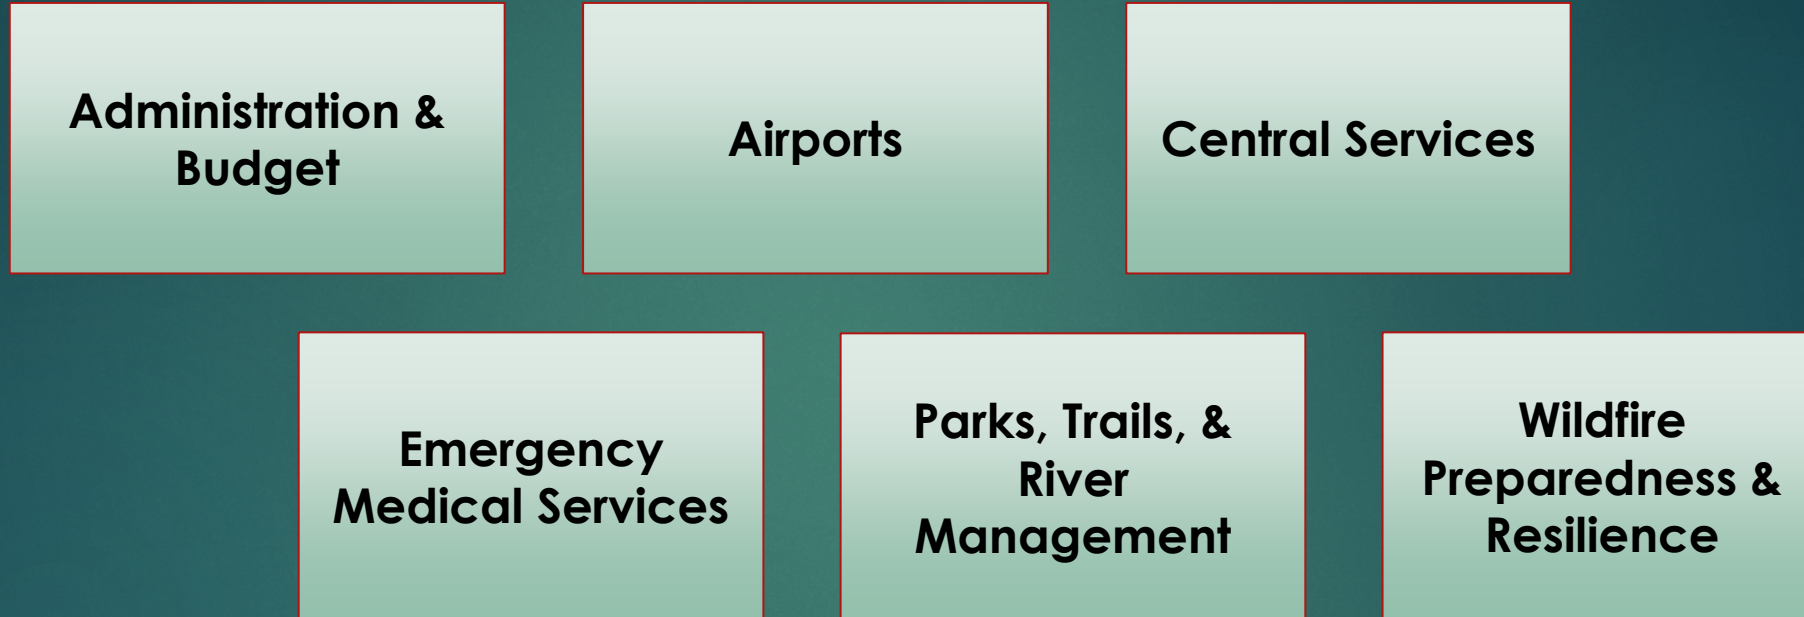 Administration &
Budget
Airports
Central Services
Emergency
Medical Services
Parks, Trails, &
River
Management
Wildfire
Preparedness &
Resilience